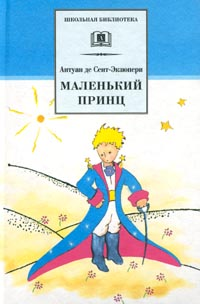 ШКОЛЬНАЯ БИБЛИОТЕКА
Антуан де Сент-Экзюпери
МАЛЕНЬКИЙ
ПРИНЦ